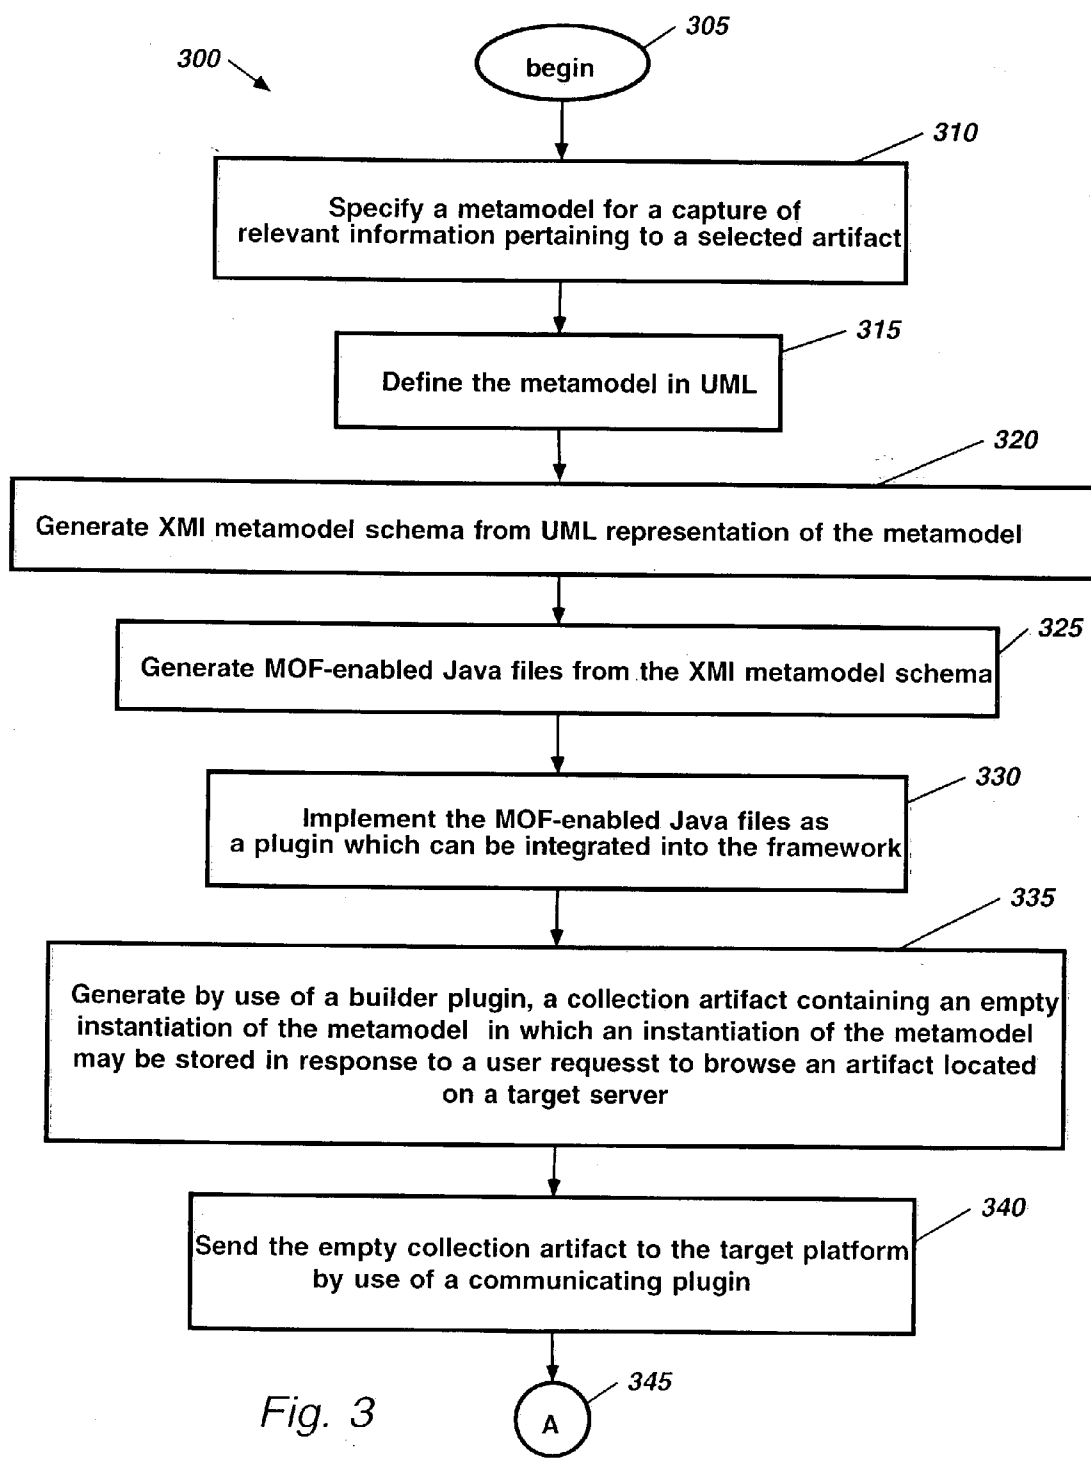 305
300
begin
310
Specify a metamodel for a capture of
relevant information pertaining to a selected artifact
315
Define the metamodel in UML
320
Generate XMI metamodel schema from UML representation of the metamodel
325
Generate MOF-enabled Java files from the XMI metamodel schema
330
Implement the MOF-enabled Java files as
a plugin which can be integrated into the framework
335
Generate by use of a builder plugin, a collection artifact containing an empty
instantiation of the metamodel in which an instantiation of the metamodel
may be stored in response to a user requesst to browse an artifact located
on a target server
340
Send the empty collection artifact to the target platform
by use of a communicating plugin
345
A
Fig. 3